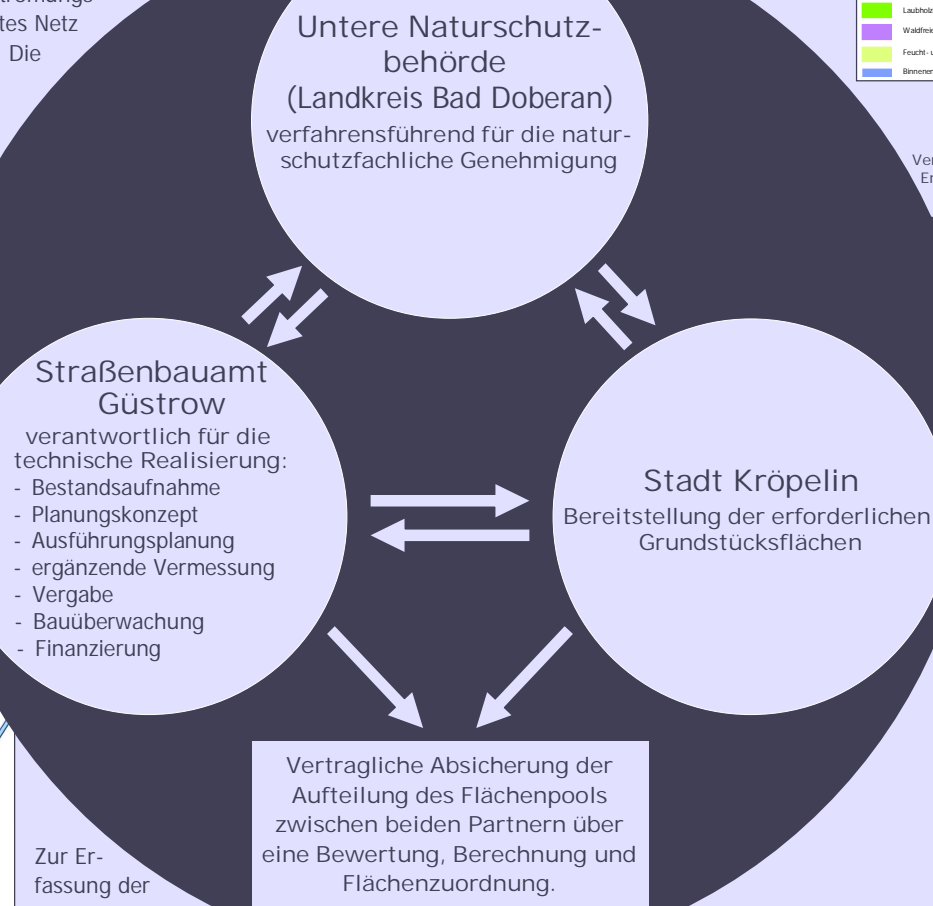 tes Netz
Die
Untere Naturschutz-
behörde
(Landkreis Bad Doberan)
verfahrensführend für die natur-
schutzfachliche Genehmigung
Laubholz
Waldfreie
Feucht- u
Binnen
Straßenbauamt
Güstrow
verantwortlich für die
technische Realisierung:
- Bestandsaufnahme
- Planungskonzept
- Ausführungsplanung
- ergänzende Vermessung
- Vergabe
- Bauüberwachung
- Finanzierung
Stadt Kröpelin
Bereitstellung der erforderlichen
Grundstücksflächen
Vertragliche Absicherung der
Aufteilung des Flächenpools
zwischen beiden Partnern über
eine Bewertung, Berechnung und
Flächenzuordnung.
Zur Er-
fassung der